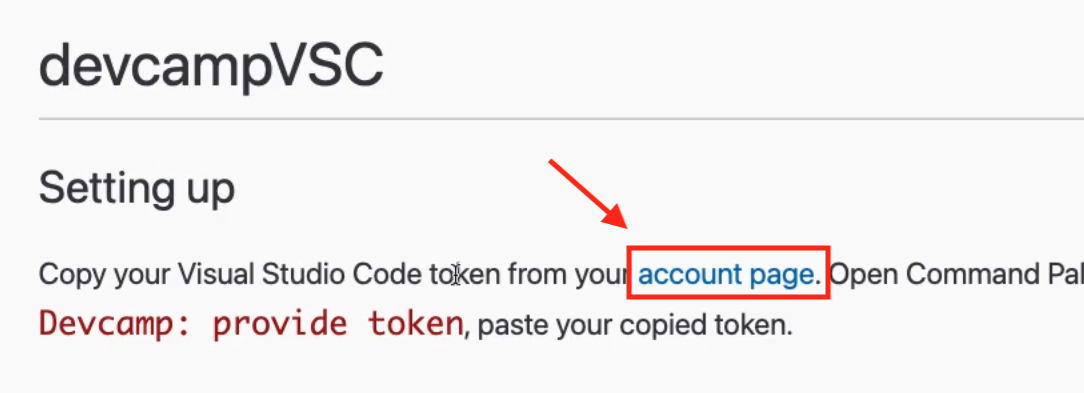 devcampVSC
Setting up
Copy your Visual Studio Code token from your account page. Open Command Pal
Devcamp: provide token, paste your copied token.